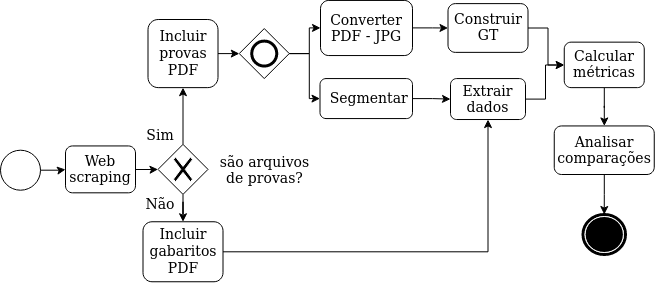 Incluir
provas
PDF
Converter
PDF - JPG
Construir
GT
Segmentar
Extrair
dados
Calcular
métricas
Analisar
comparações
Web
scraping
Sim
são arquivos
de provas?
Não
Incluir
gabaritos
PDF